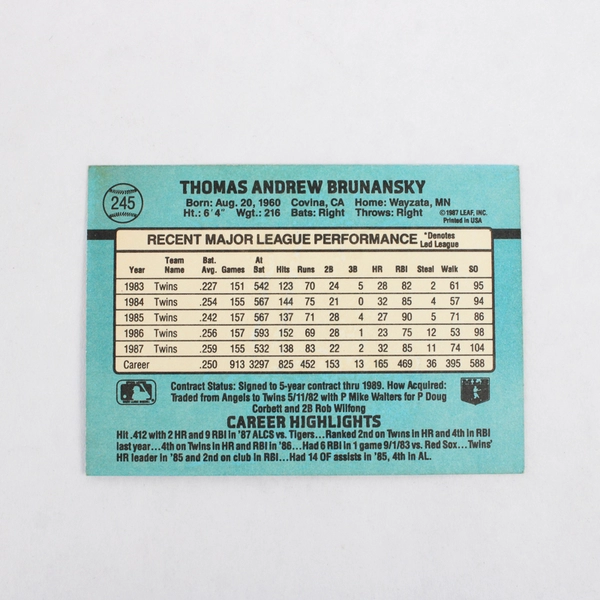 245
THOMAS ANDREW BRUNANSKY
Born: Aug. 20, 1960 Covina, CA Home: Wayzata, MN
Ht.: 6'4" Wgt.: 216 Bats: Right Throws: Right
©1987 LEAF, INC.
Printed in USA
RECENT MAJOR LEAGUE PERFORMANCE *Denotes Led League
Year Team Name Bat. Avg. Games At Bat Hits Runs 2B 3B HR RBI Steal Walk SO
1983 Twins .227 151 542 123 70 24 5 28 82 2 61 95
1984 Twins .254 155 567 144 75 21 0 32 85 4 57 94
1985 Twins .242 157 567 137 71 28 4 27 90 5 71 86
1986 Twins .256 157 593 152 69 28 1 23 75 12 53 98
1987 Twins .259 155 532 138 83 22 2 32 85 11 74 104
Career .250 913 3297 825 452 153 13 165 469 36 395 588
Contract Status: Signed to 5-year contract thru 1989. How Acquired:
Traded from Angels to Twins 5/11/82 with P Mike Walters for P Doug
Corbett and 2B Rob Wilfong
CAREER HIGHLIGHTS
Hit .412 with 2 HR and 9 RBI in '87 ALCS vs. Tigers...Ranked 2nd on Twins in HR and 4th in RBI
last year...4th on Twins in HR and RBI in '86...Had 6 RBI in 1 game 9/1/83 vs. Red Sox...Twins'
HR leader in '85 and 2nd on club in RBI...Had 14 OF assists in '85, 4th in AL.